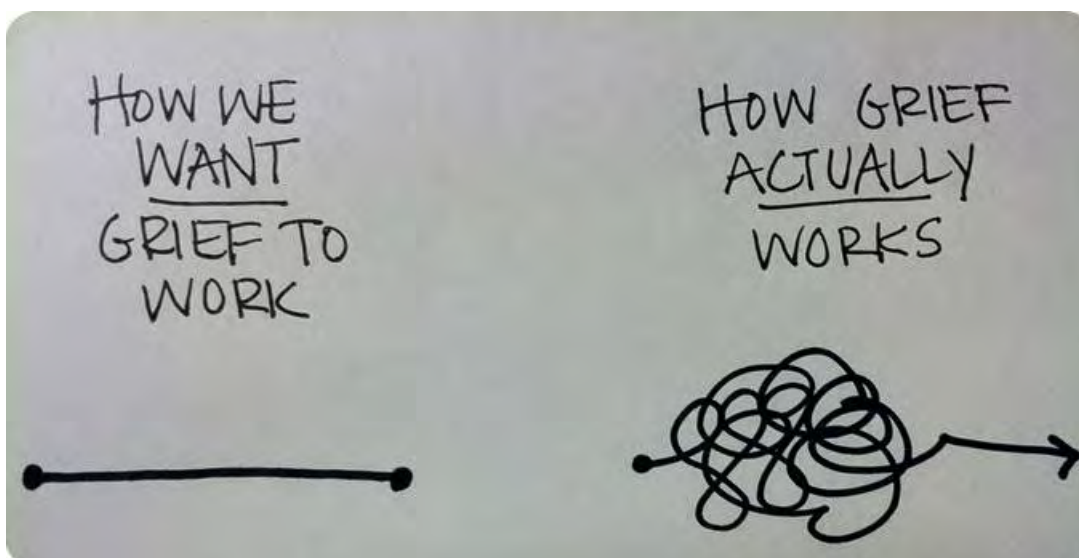 HOW WE
WANT
GRIEF TO
WORK
HOW GRIEF
ACTUALLY
WORKS